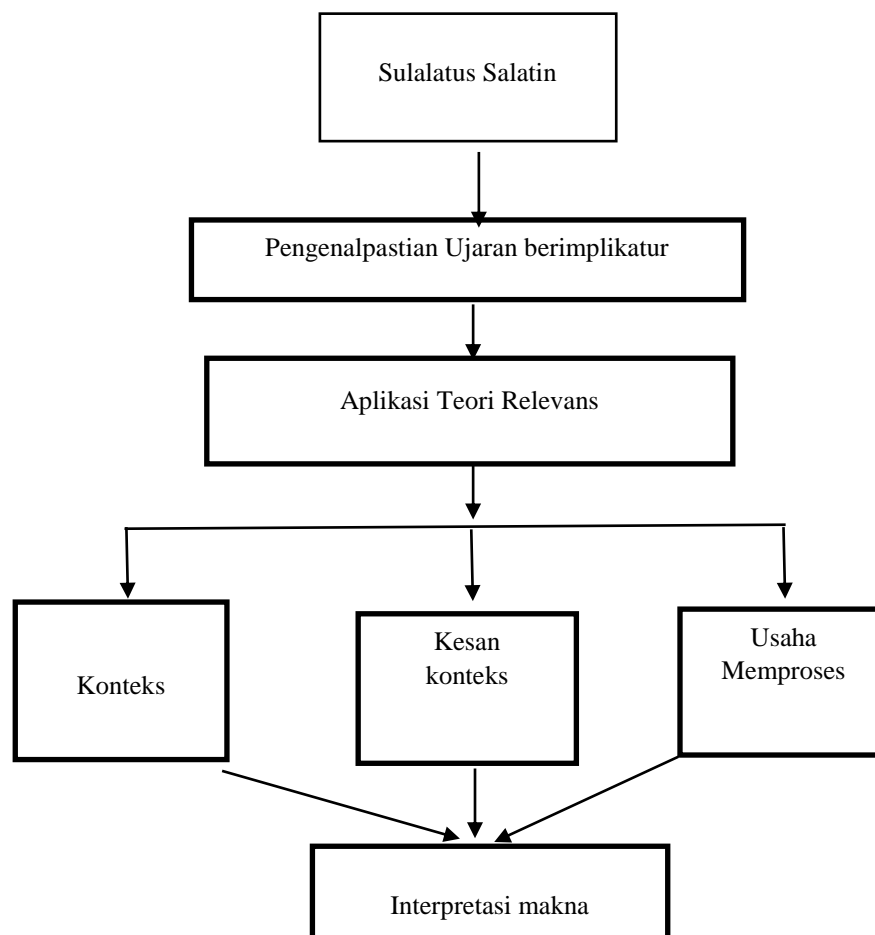 Sulalatus Salatin
Pengenalpastian Ujaran berimplikatur
Aplikasi Teori Relevans
Konteks
Kesan
konteks
Usaha
Memproses
Interpretasi makna